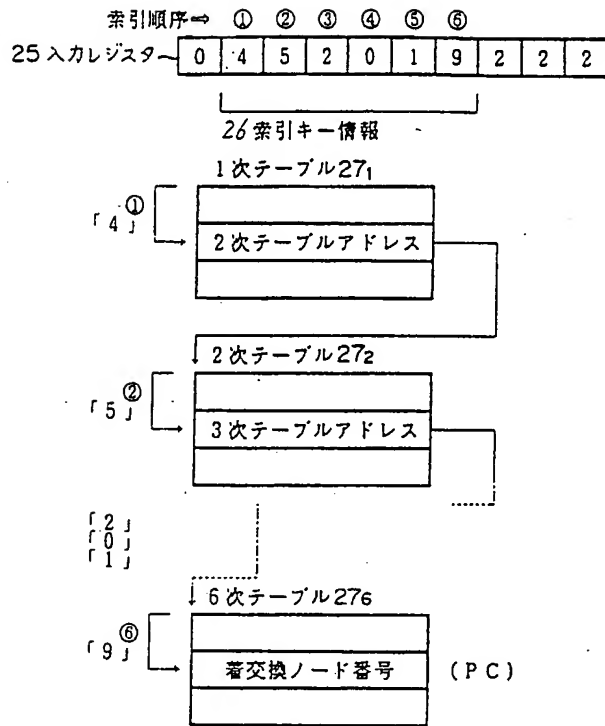 索引順序⇒ ① ② ③ ④ ⑤ ⑥
25入力レジスタ 0 4 5 2 0 1 9 2 2 2
26索引キー情報
1次テーブル27₁
①
「4」
2次テーブルアドレス
2次テーブル27₂
②
「5」
3次テーブルアドレス
「2」
「0」
「1」
6次テーブル27₆
⑥
「9」
着交換ノード番号 (PC)